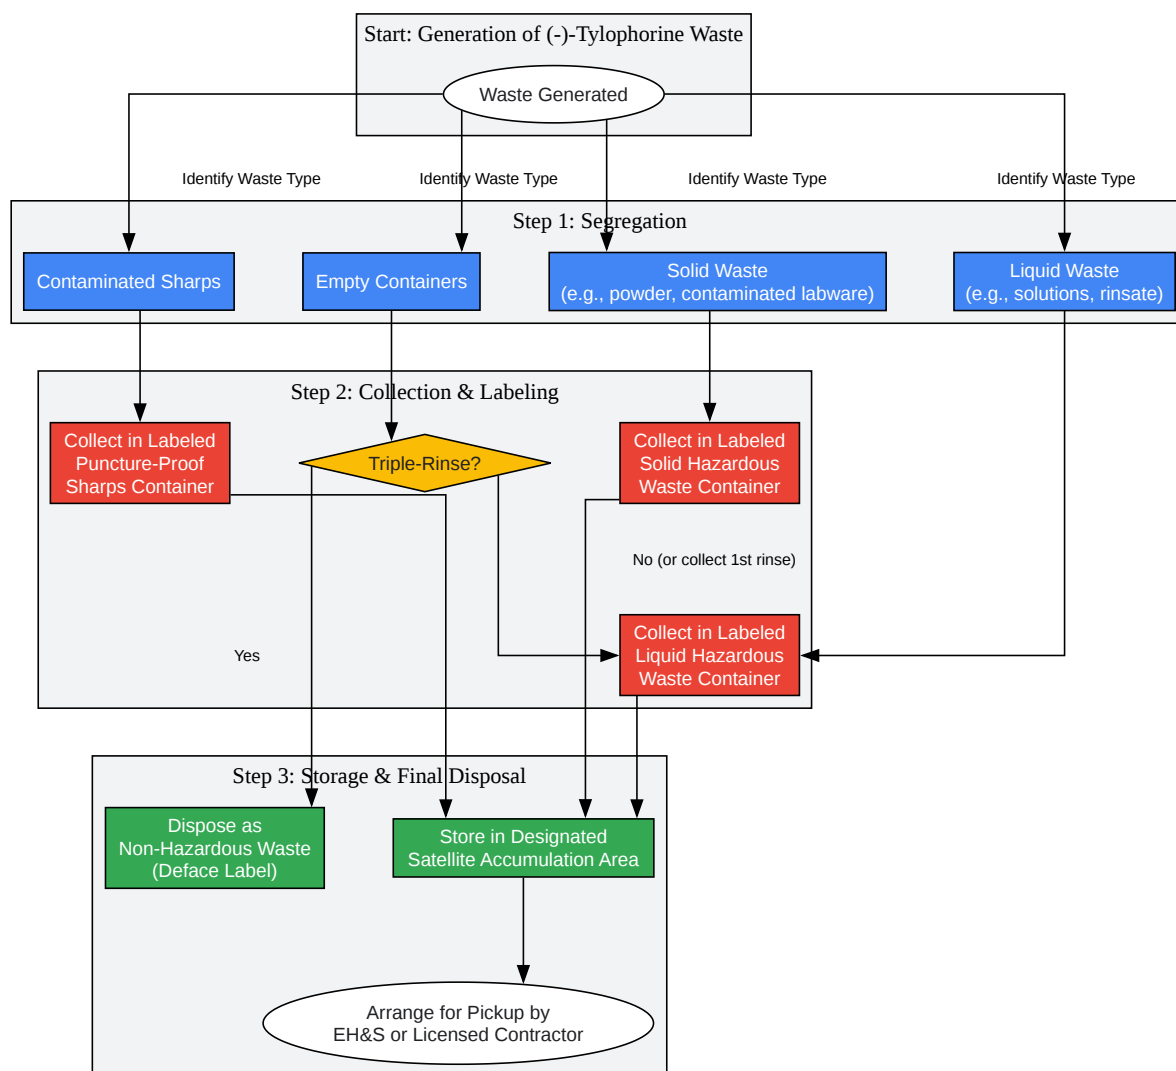 Start: Generation of (-)-Tylophorine Waste
Waste Generated
Identify Waste Type
Identify Waste Type
Identify Waste Type
Identify Waste Type
Step 1: Segregation
Contaminated Sharps
Empty Containers
Solid Waste
(e.g., powder, contaminated labware)
Liquid Waste
(e.g., solutions, rinsate)
Step 2: Collection & Labeling
Collect in Labeled
Puncture-Proof
Sharps Container
Triple-Rinse?
Collect in Labeled
Solid Hazardous
Waste Container
No (or collect 1st rinse)
Yes
Collect in Labeled
Liquid Hazardous
Waste Container
Step 3: Storage & Final Disposal
Dispose as
Non-Hazardous Waste
(Deface Label)
Store in Designated
Satellite Accumulation Area
Arrange for Pickup by
EH&S or Licensed Contractor